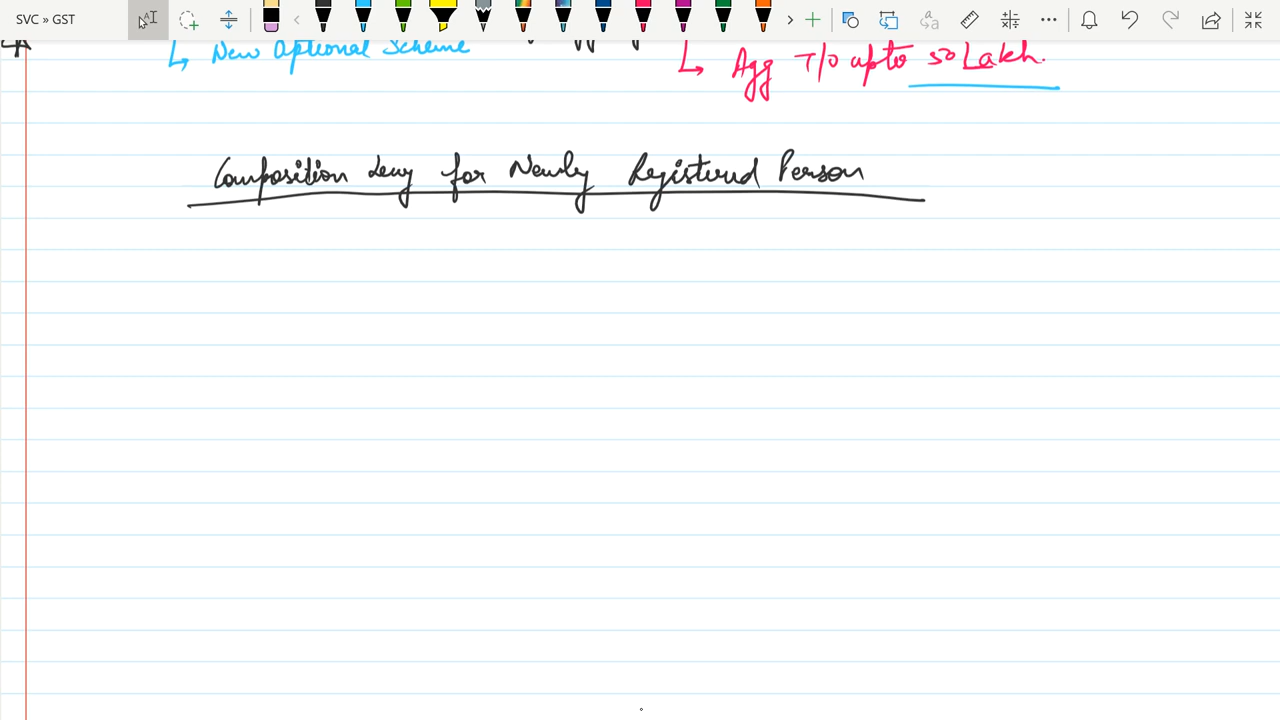 SVC » GST
↳ New Optional Scheme
↳ Agg T/O upto 50 Lakh.
Composition Levy for Newly Registered Person